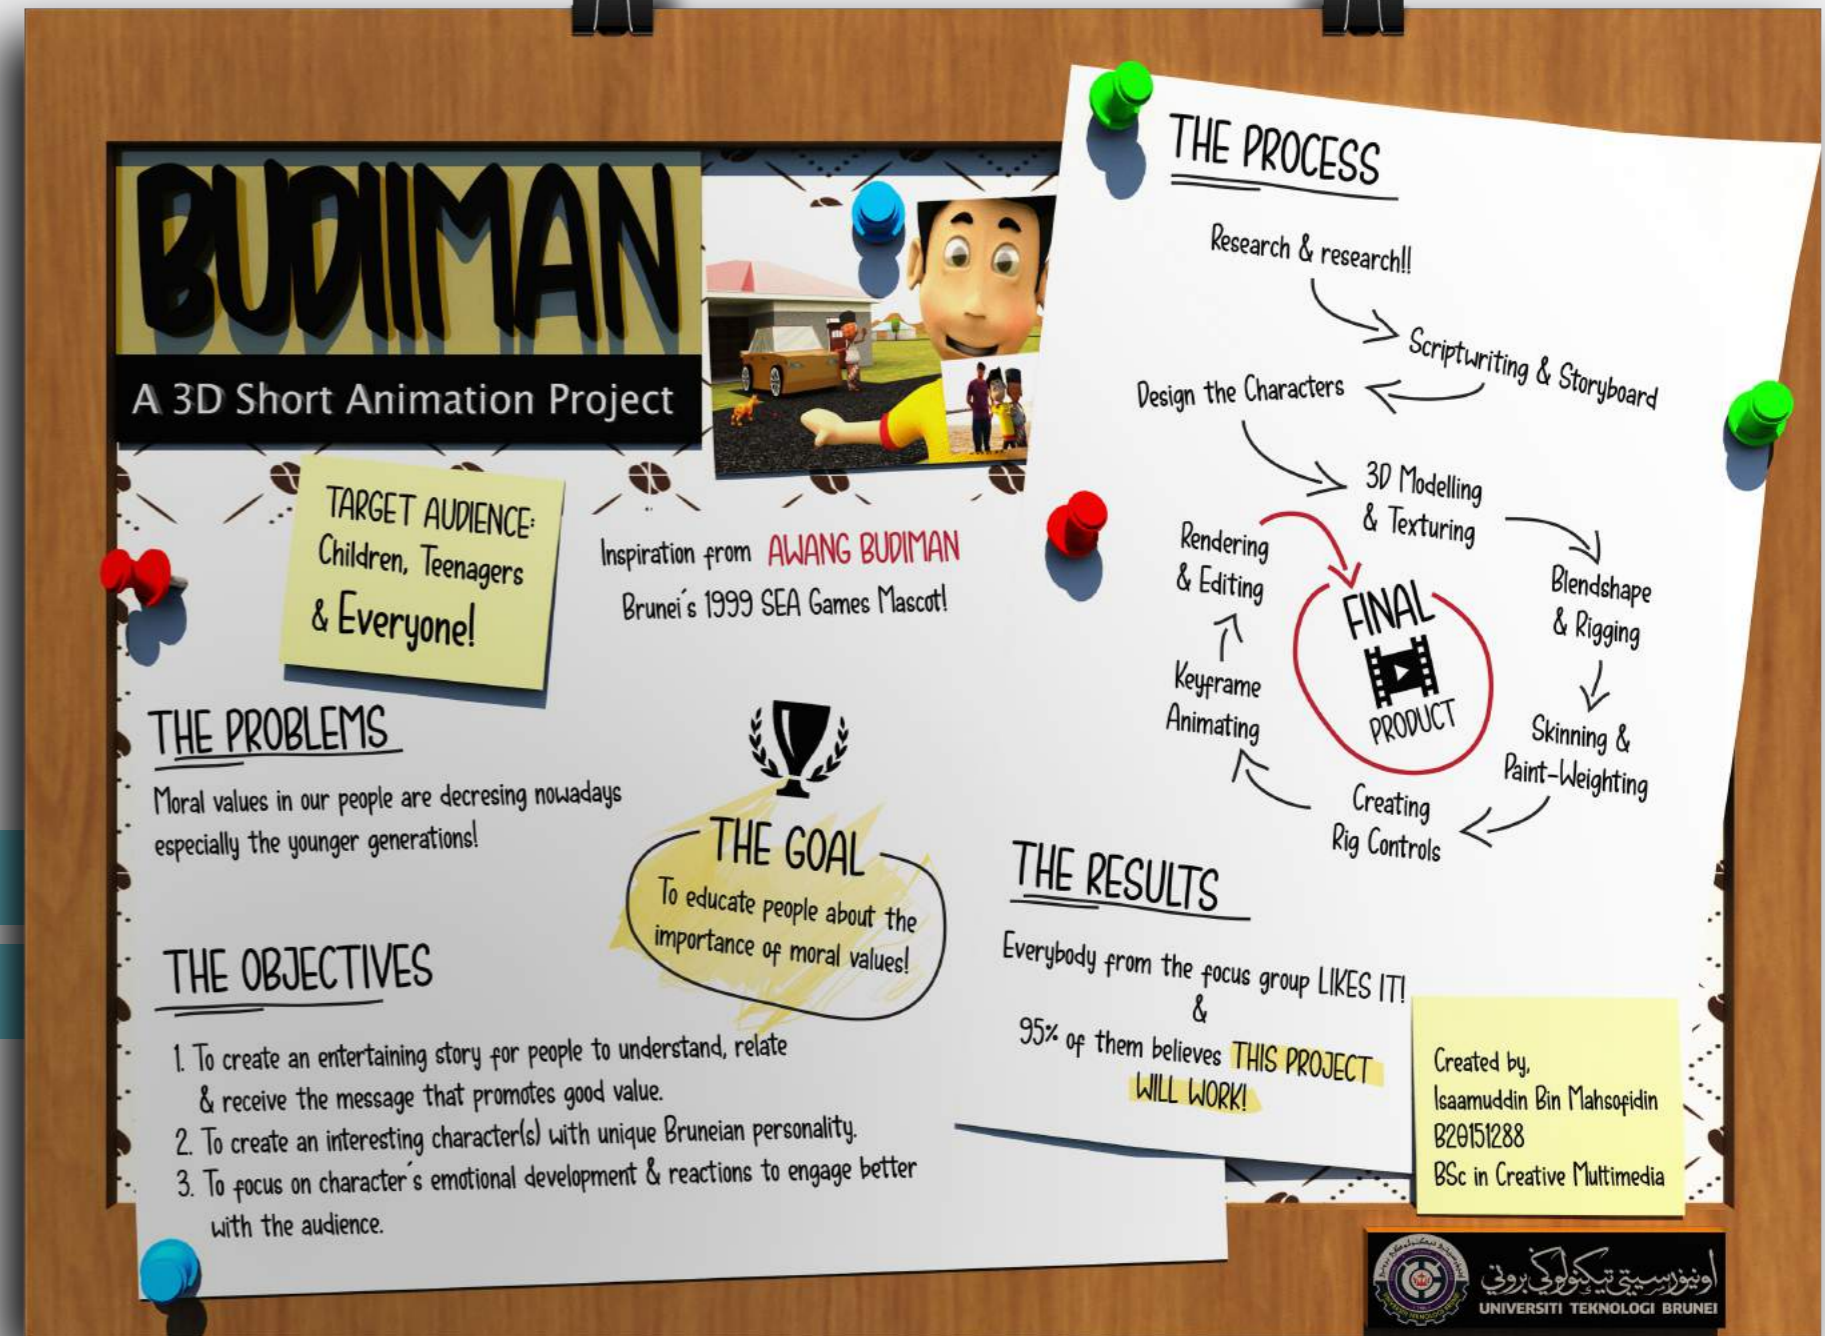 BUDIIMAN
A 3D Short Animation Project
TARGET AUDIENCE:
Children, Teenagers
& Everyone!
Inspiration from AWANG BUDIMAN
Brunei's 1999 SEA Games Mascot!
THE PROBLEMS
Moral values in our people are decresing nowadays
especially the younger generations!
THE GOAL
To educate people about the
importance of moral values!
THE OBJECTIVES
1. To create an entertaining story for people to understand, relate
& receive the message that promotes good value.
2. To create an interesting character(s) with unique Bruneian personality.
3. To focus on character's emotional development & reactions to engage better
with the audience.
THE PROCESS
Research & research!!
Scriptwriting & Storyboard
Design the Characters
3D Modelling
& Texturing
Blendshape
& Rigging
Skinning &
Paint-Weighting
Creating
Rig Controls
Keyframe
Animating
Rendering
& Editing
FINAL
PRODUCT
THE RESULTS
Everybody from the focus group LIKES IT!
&
95% of them believes THIS PROJECT
WILL WORK!
Created by,
Isaamuddin Bin Mahsofidin
B20151288
BSc in Creative Multimedia
اونيۏرسيتي تيكنولوڬي بروني
UNIVERSITI TEKNOLOGI BRUNEI